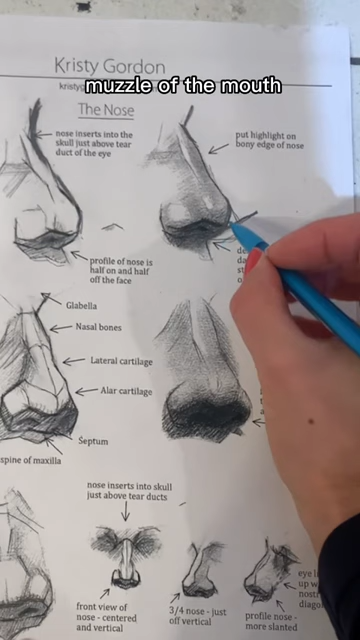 Kristy Gordon
muzzle of the mouth
The Nose
nose inserts into the
skull just above tear
duct of the eye
put highlight on
bony edge of nose
profile of nose is
half on and half
off the face
Glabella
Nasal bones
Lateral cartilage
Alar cartilage
Septum
spine of maxilla
nose inserts into skull
just above tear ducts
front view of
nose - centered
and vertical
3/4 nose - just
off vertical
profile nose -
more slanted